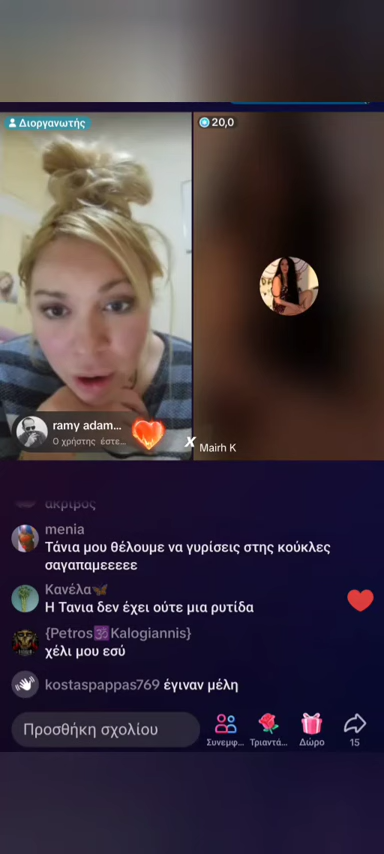 Διοργανωτής
20,0
ramy adam...
Ο χρήστης έστε...
x
Mairh K
ακριβος
menia
Τάνια μου θέλουμε να γυρίσεις στης κούκλες
σαγαπαμεεεεε
Κανέλα🦋
Η Τανια δεν έχει ούτε μια ρυτίδα
{Petros🕉Kalogiannis}
χέλι μου εσύ
kostaspappas769 έγιναν μέλη
Προσθήκη σχολίου
Συνεμφ...
Τριαντά...
Δώρο
15